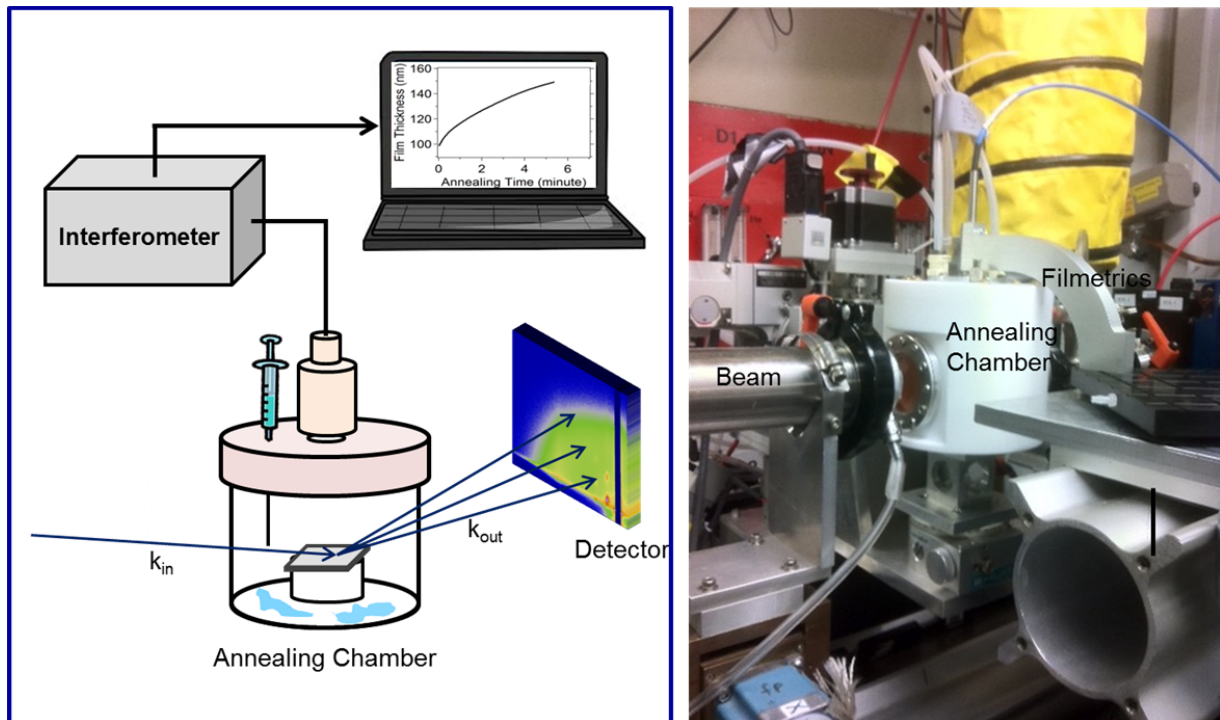 Interferometer
Film Thickness (nm)
160
140
120
100
0
2
4
6
Annealing Time (minute)
k_in
k_out
Detector
Annealing Chamber
D1
Filmetrics
Annealing
Chamber
Beam
fp
X